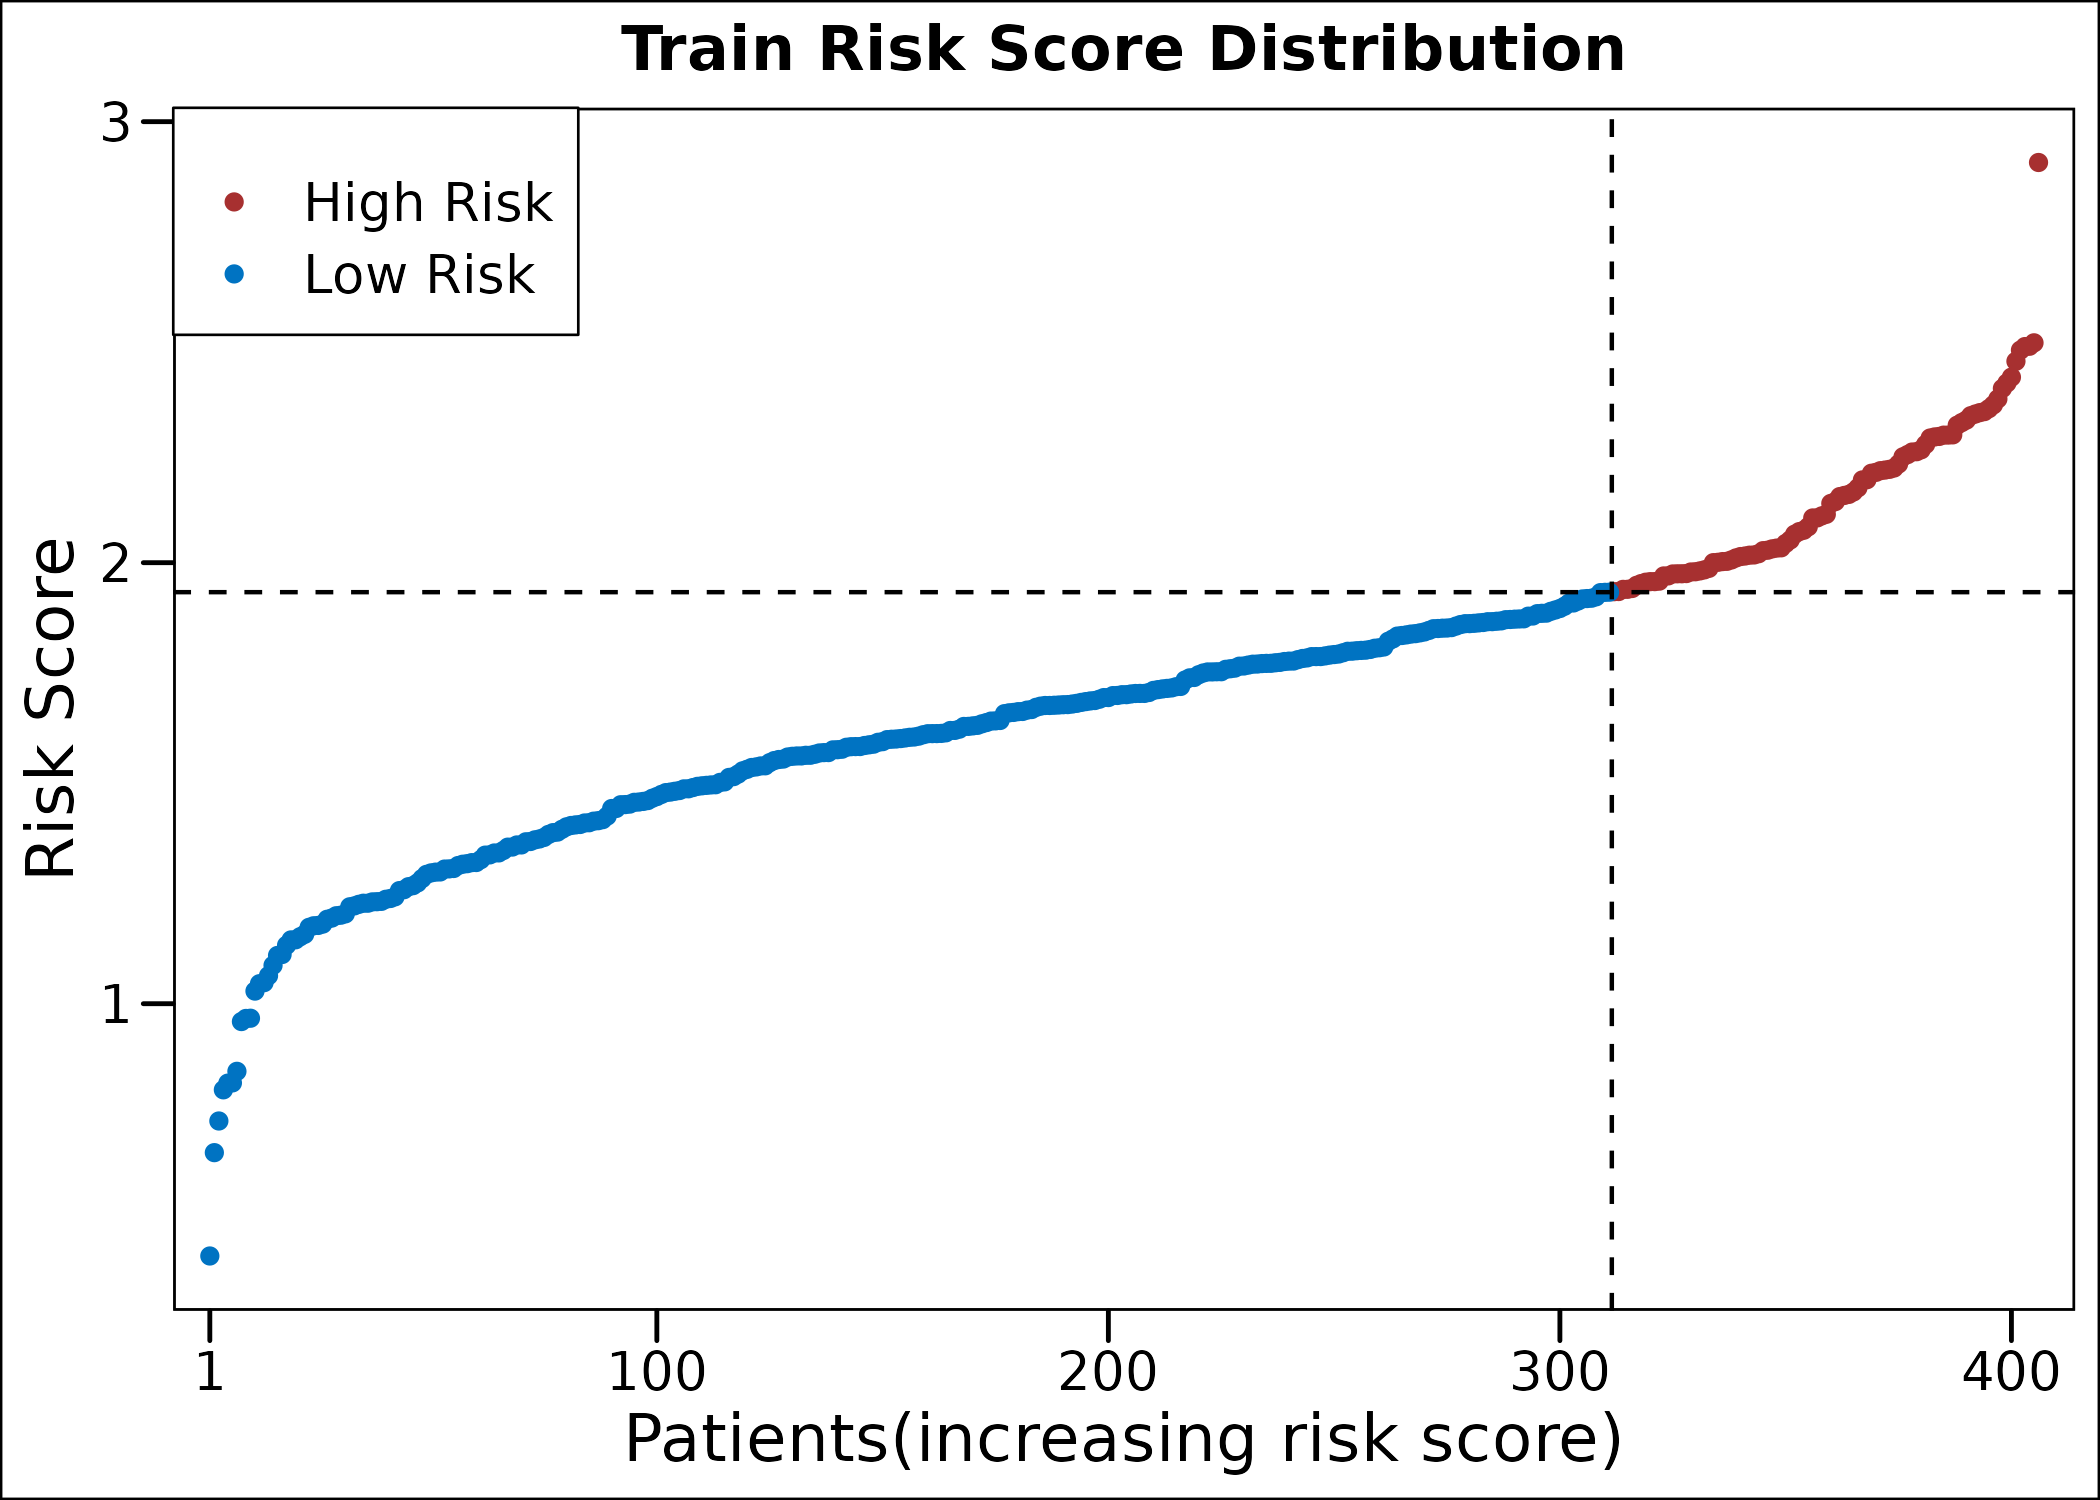 Train Risk Score Distribution
3
High Risk
Low Risk
2
Risk Score
1
1 100 200 300 400
Patients(increasing risk score)